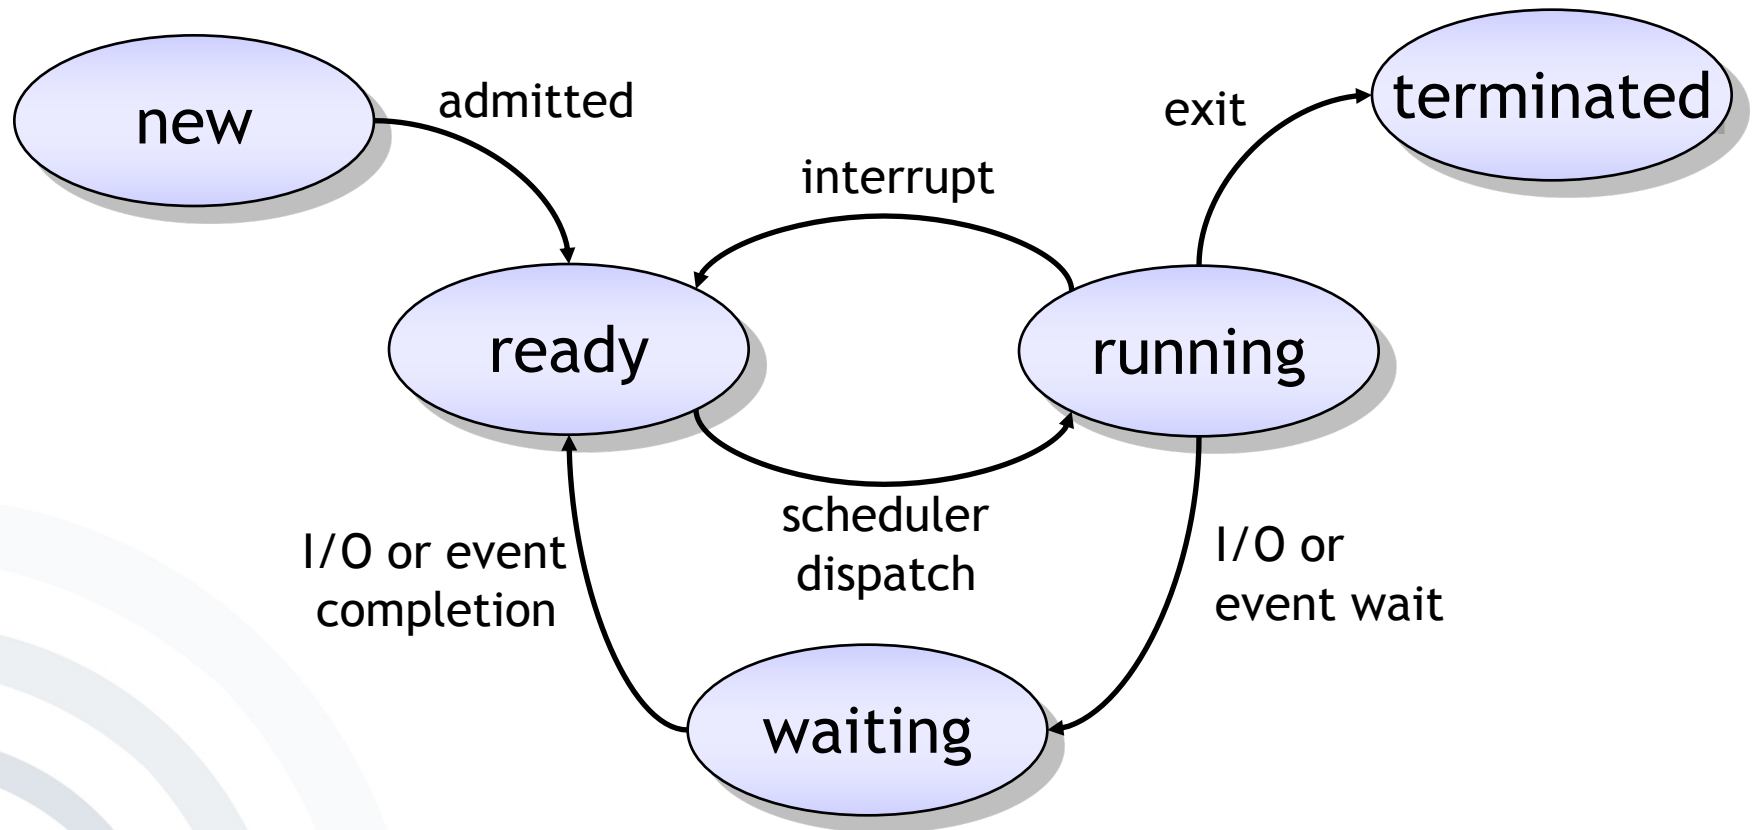 new
admitted
exit
terminated
interrupt
ready
running
scheduler
dispatch
I/O or event
completion
I/O or
event wait
waiting